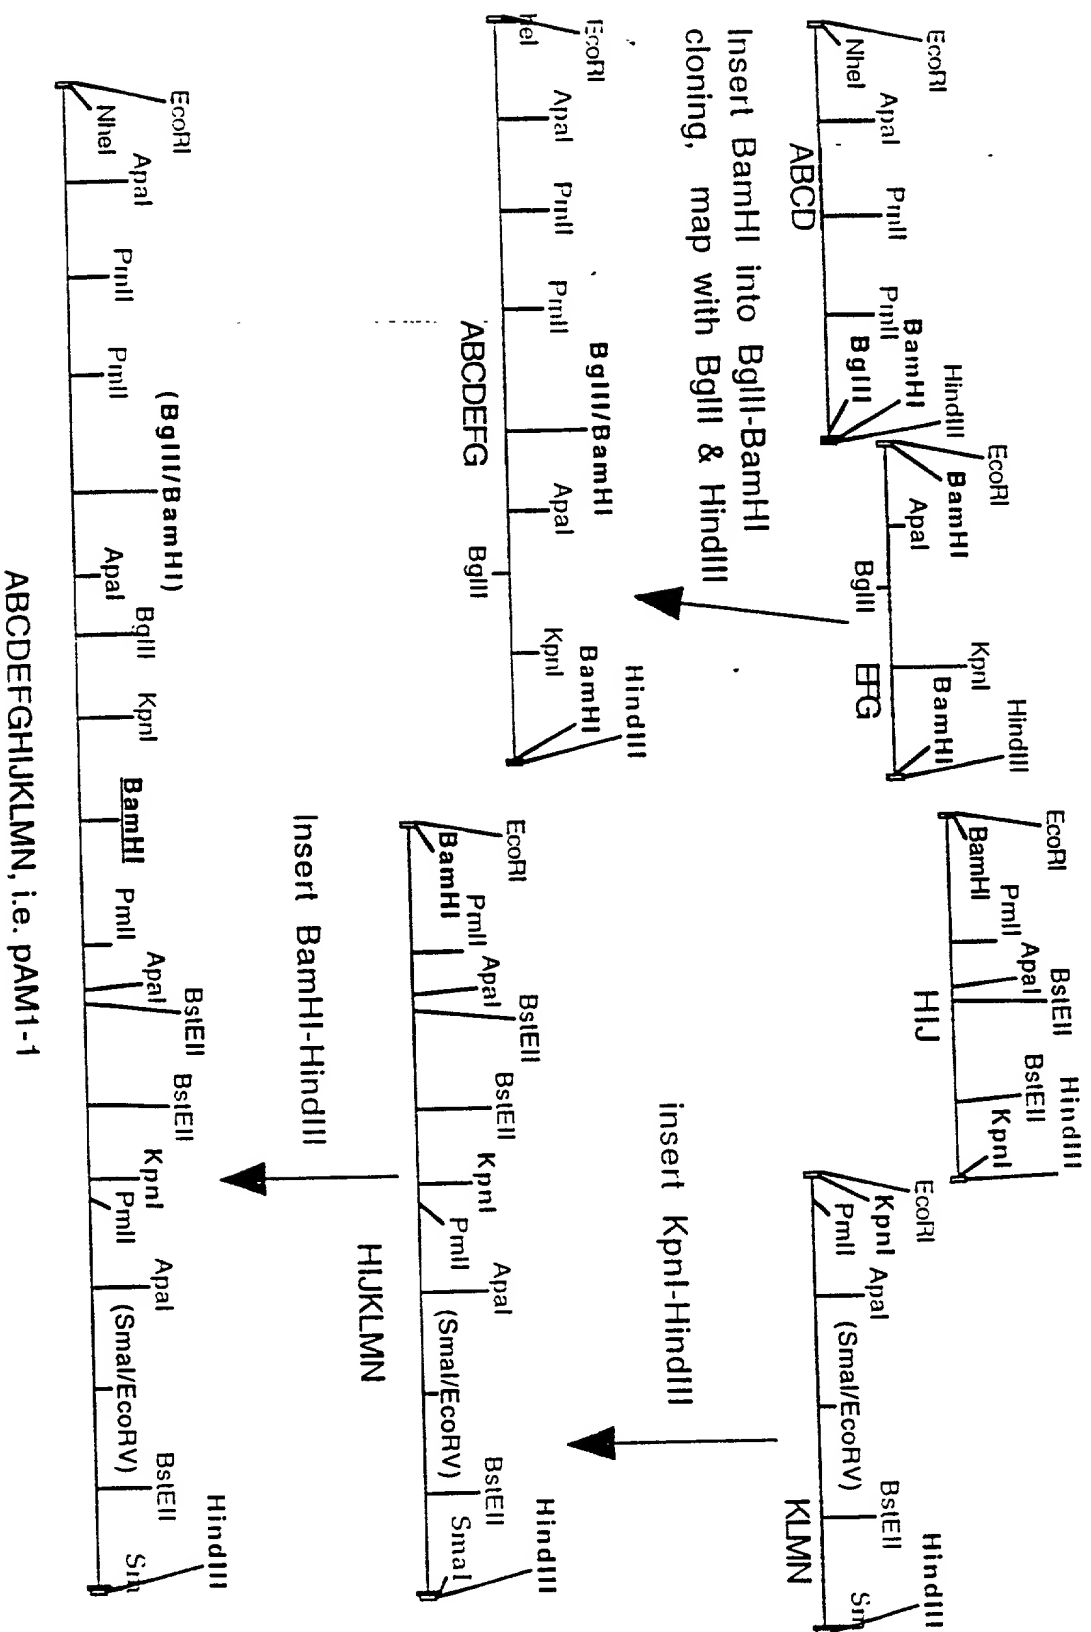 EcoRI
NheI
ApaI
PmlI
PmlI
BamHI
BglII
HindIII
ABCD
EcoRI
BamHI
ApaI
BglII
KpnI
BamHI
HindIII
EFG
EcoRI
BamHI
PmlI
ApaI
BstEII
BstEII
HindIII
KpnI
HIJ
EcoRI
KpnI
PmlI
ApaI
(SmaI/EcoRV)
BstEII
HindIII
Sm
KLMN
Insert BamHI into BglII-BamHI
cloning, map with BglII & HindIII
insert KpnI-HindIII
EcoRI
heI
ApaI
PmlI
PmlI
BglII/BamHI
ApaI
BglII
KpnI
BamHI
HindIII
ABCDEFG
EcoRI
BamHI
PmlI
ApaI
BstEII
BstEII
KpnI
PmlI
ApaI
(SmaI/EcoRV)
BstEII
SmaI
HindIII
HIJKLMN
Insert BamHI-HindIII
EcoRI
NheI
ApaI
PmlI
PmlI
(BglII/BamHI)
ApaI
BglII
KpnI
BamHI
PmlI
ApaI
BstEII
BstEII
KpnI
PmlI
ApaI
(SmaI/EcoRV)
BstEII
Sm
HindIII
ABCDEFGHIJKLMN, i.e. pAM1-1